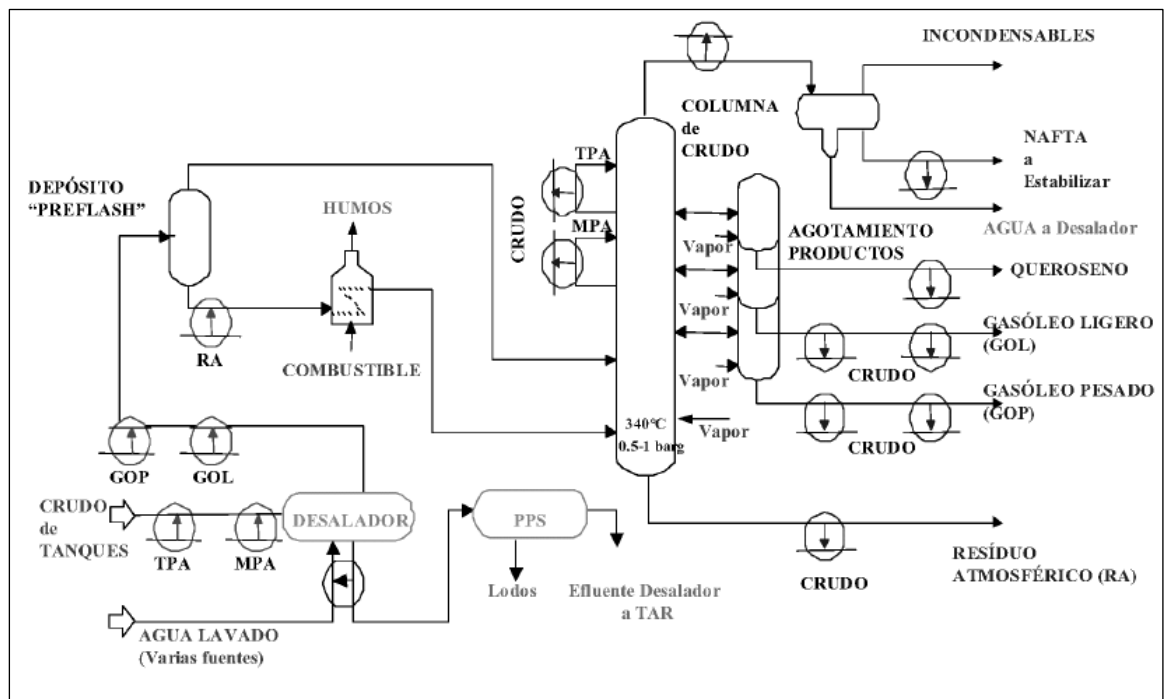 INCONDENSABLES
COLUMNA
de
CRUDO
NAFTA
a
Estabilizar
TPA
DEPÓSITO
“PREFLASH”
HUMOS
CRUDO
MPA
AGUA a Desalador
AGOTAMIENTO
PRODUCTOS
Vapor
QUEROSENO
Vapor
RA
COMBUSTIBLE
GASÓLEO LIGERO
(GOL)
CRUDO
Vapor
GASÓLEO PESADO
(GOP)
340°C
0.5-1 barg
Vapor
CRUDO
GOP
GOL
CRUDO
de
TANQUES
DESALADOR
PPS
TPA
MPA
RESÍDUO
ATMOSFÉRICO (RA)
CRUDO
Lodos
Efluente Desalador
a TAR
AGUA LAVADO
(Varias fuentes)